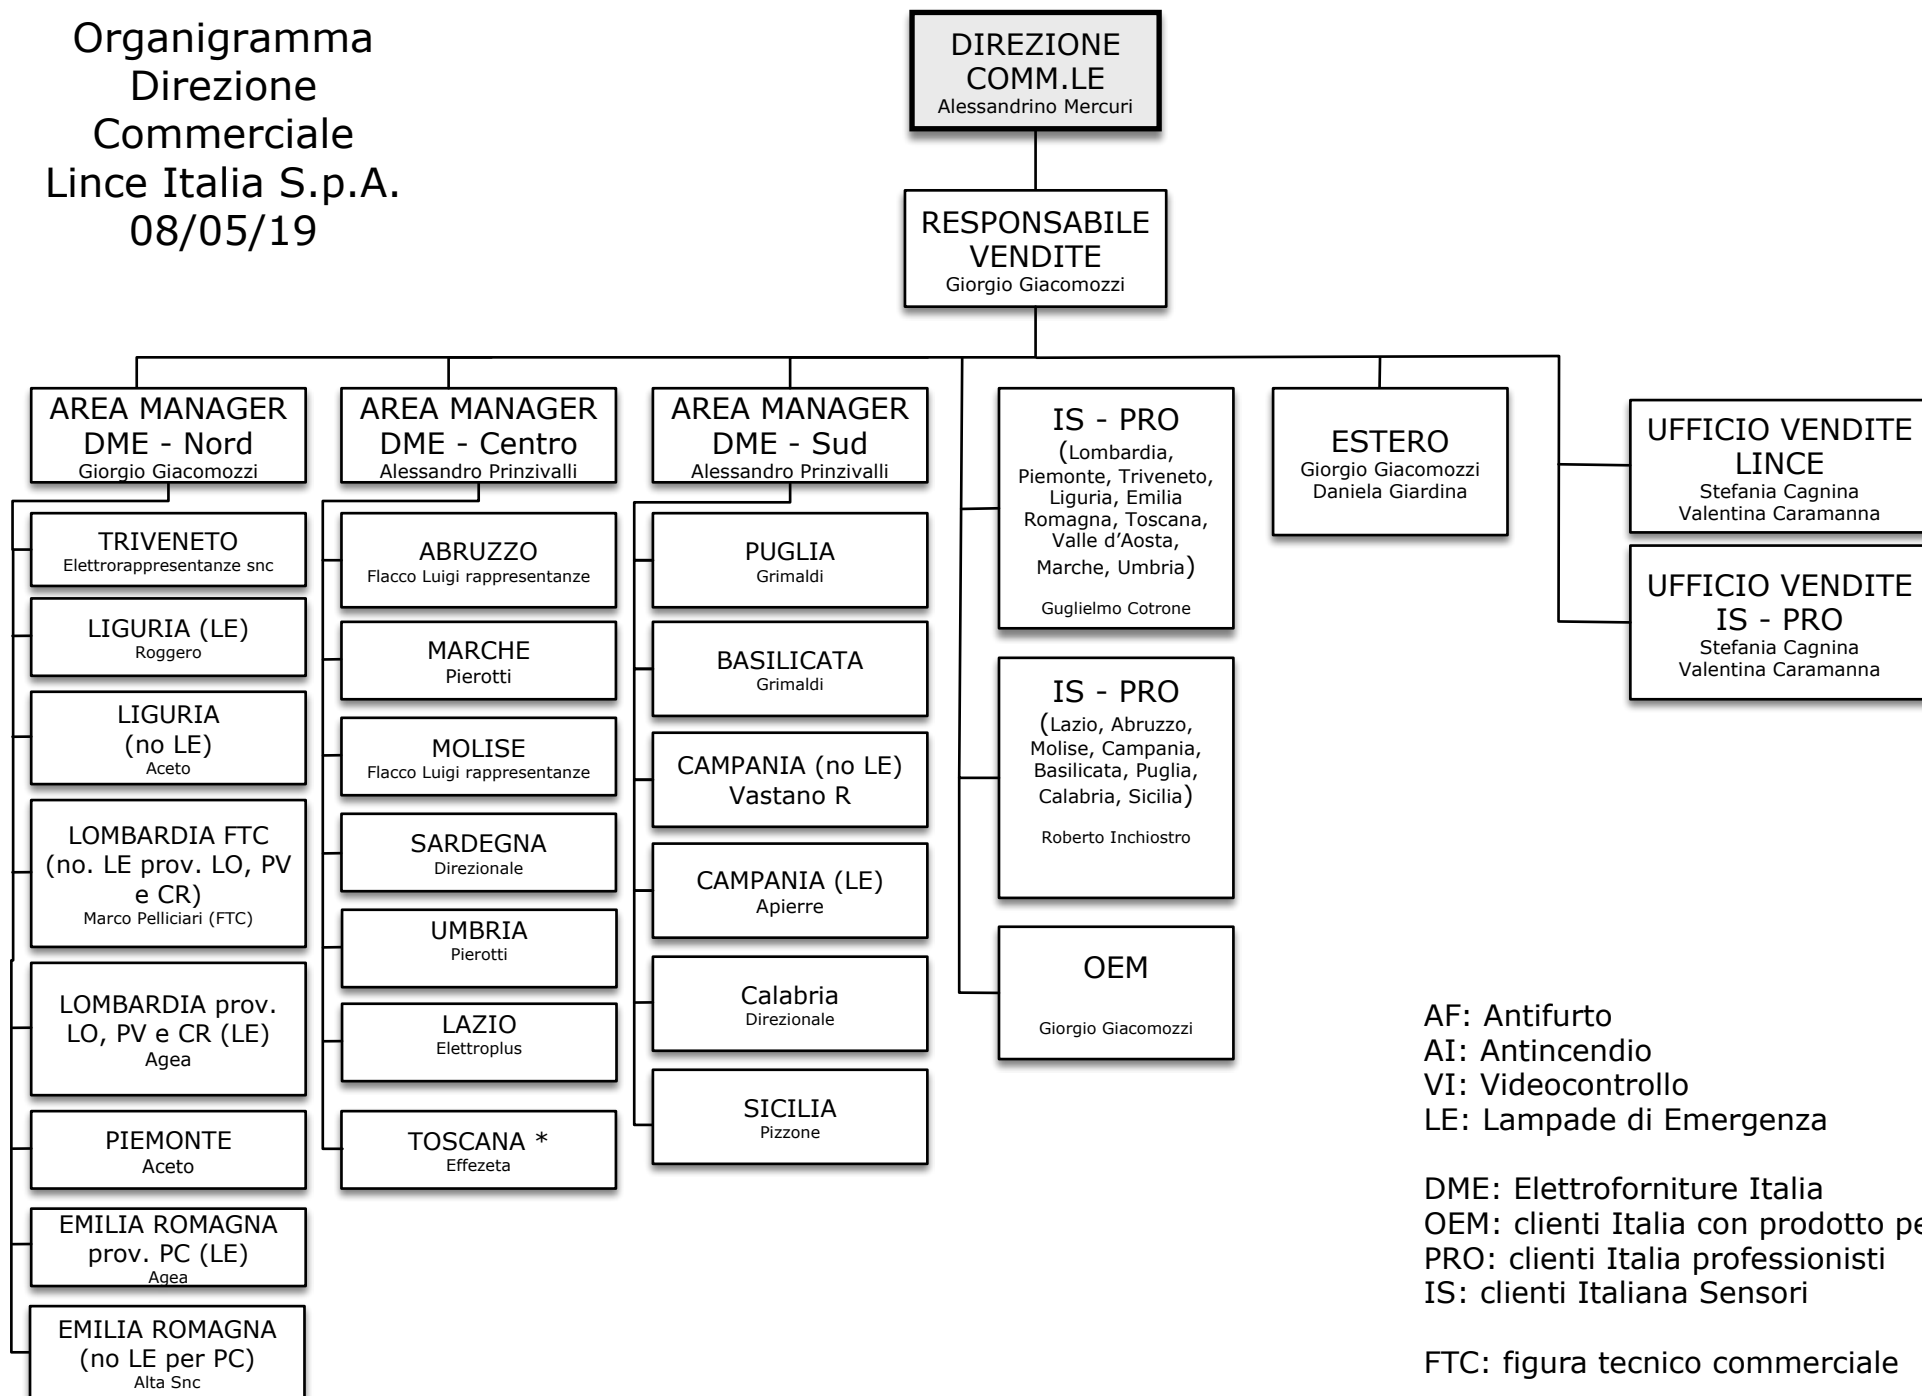 Organigramma
Direzione
Commerciale
Lince Italia S.p.A.
08/05/19
DIREZIONE
COMM.LE
Alessandrino Mercuri
RESPONSABILE
VENDITE
Giorgio Giacomozzi
AREA MANAGER
DME - Nord
Giorgio Giacomozzi
TRIVENETO
Elettrorappresentanze snc
LIGURIA (LE)
Roggero
LIGURIA
(no LE)
Aceto
LOMBARDIA FTC
(no. LE prov. LO, PV
e CR)
Marco Pelliciari (FTC)
LOMBARDIA prov.
LO, PV e CR (LE)
Agea
PIEMONTE
Aceto
EMILIA ROMAGNA
prov. PC (LE)
Agea
EMILIA ROMAGNA
(no LE per PC)
Alta Snc
AREA MANAGER
DME - Centro
Alessandro Prinzivalli
ABRUZZO
Flacco Luigi rappresentanze
MARCHE
Pierotti
MOLISE
Flacco Luigi rappresentanze
SARDEGNA
Direzionale
UMBRIA
Pierotti
LAZIO
Elettroplus
TOSCANA *
Effezeta
AREA MANAGER
DME - Sud
Alessandro Prinzivalli
PUGLIA
Grimaldi
BASILICATA
Grimaldi
CAMPANIA (no LE)
Vastano R
CAMPANIA (LE)
Apierre
Calabria
Direzionale
SICILIA
Pizzone
IS - PRO
(Lombardia,
Piemonte, Triveneto,
Liguria, Emilia
Romagna, Toscana,
Valle d’Aosta,
Marche, Umbria)
Guglielmo Cotrone
IS - PRO
(Lazio, Abruzzo,
Molise, Campania,
Basilicata, Puglia,
Calabria, Sicilia)
Roberto Inchiostro
OEM
Giorgio Giacomozzi
ESTERO
Giorgio Giacomozzi
Daniela Giardina
UFFICIO VENDITE
LINCE
Stefania Cagnina
Valentina Caramanna
UFFICIO VENDITE
IS - PRO
Stefania Cagnina
Valentina Caramanna
AF: Antifurto
AI: Antincendio
VI: Videocontrollo
LE: Lampade di Emergenza
DME: Elettroforniture Italia
OEM: clienti Italia con prodotto
PRO: clienti Italia professionisti
IS: clienti Italiana Sensori
FTC: figura tecnico commerciale